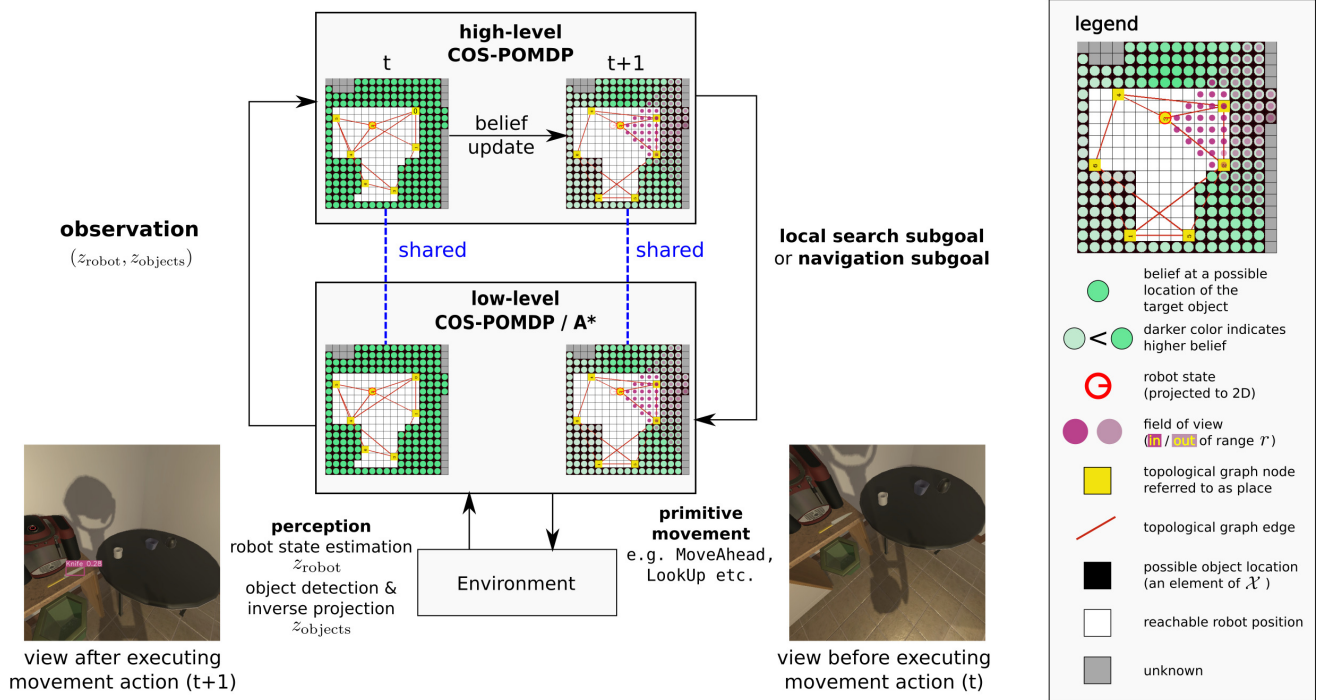 high-level
COS-POMDP
t
t+1
belief
update
observation
(z_robot, z_objects)
shared
shared
local search subgoal
or navigation subgoal
low-level
COS-POMDP / A*
perception
robot state estimation
z_robot
object detection &
inverse projection
z_objects
Environment
primitive
movement
e.g. MoveAhead,
LookUp etc.
Knife 0.28
view after executing
movement action (t+1)
view before executing
movement action (t)
legend
belief at a possible
location of the
target object
<
darker color indicates
higher belief
robot state
(projected to 2D)
field of view
(in / out of range r)
topological graph node
referred to as place
topological graph edge
possible object location
(an element of 𝒳 )
reachable robot position
unknown